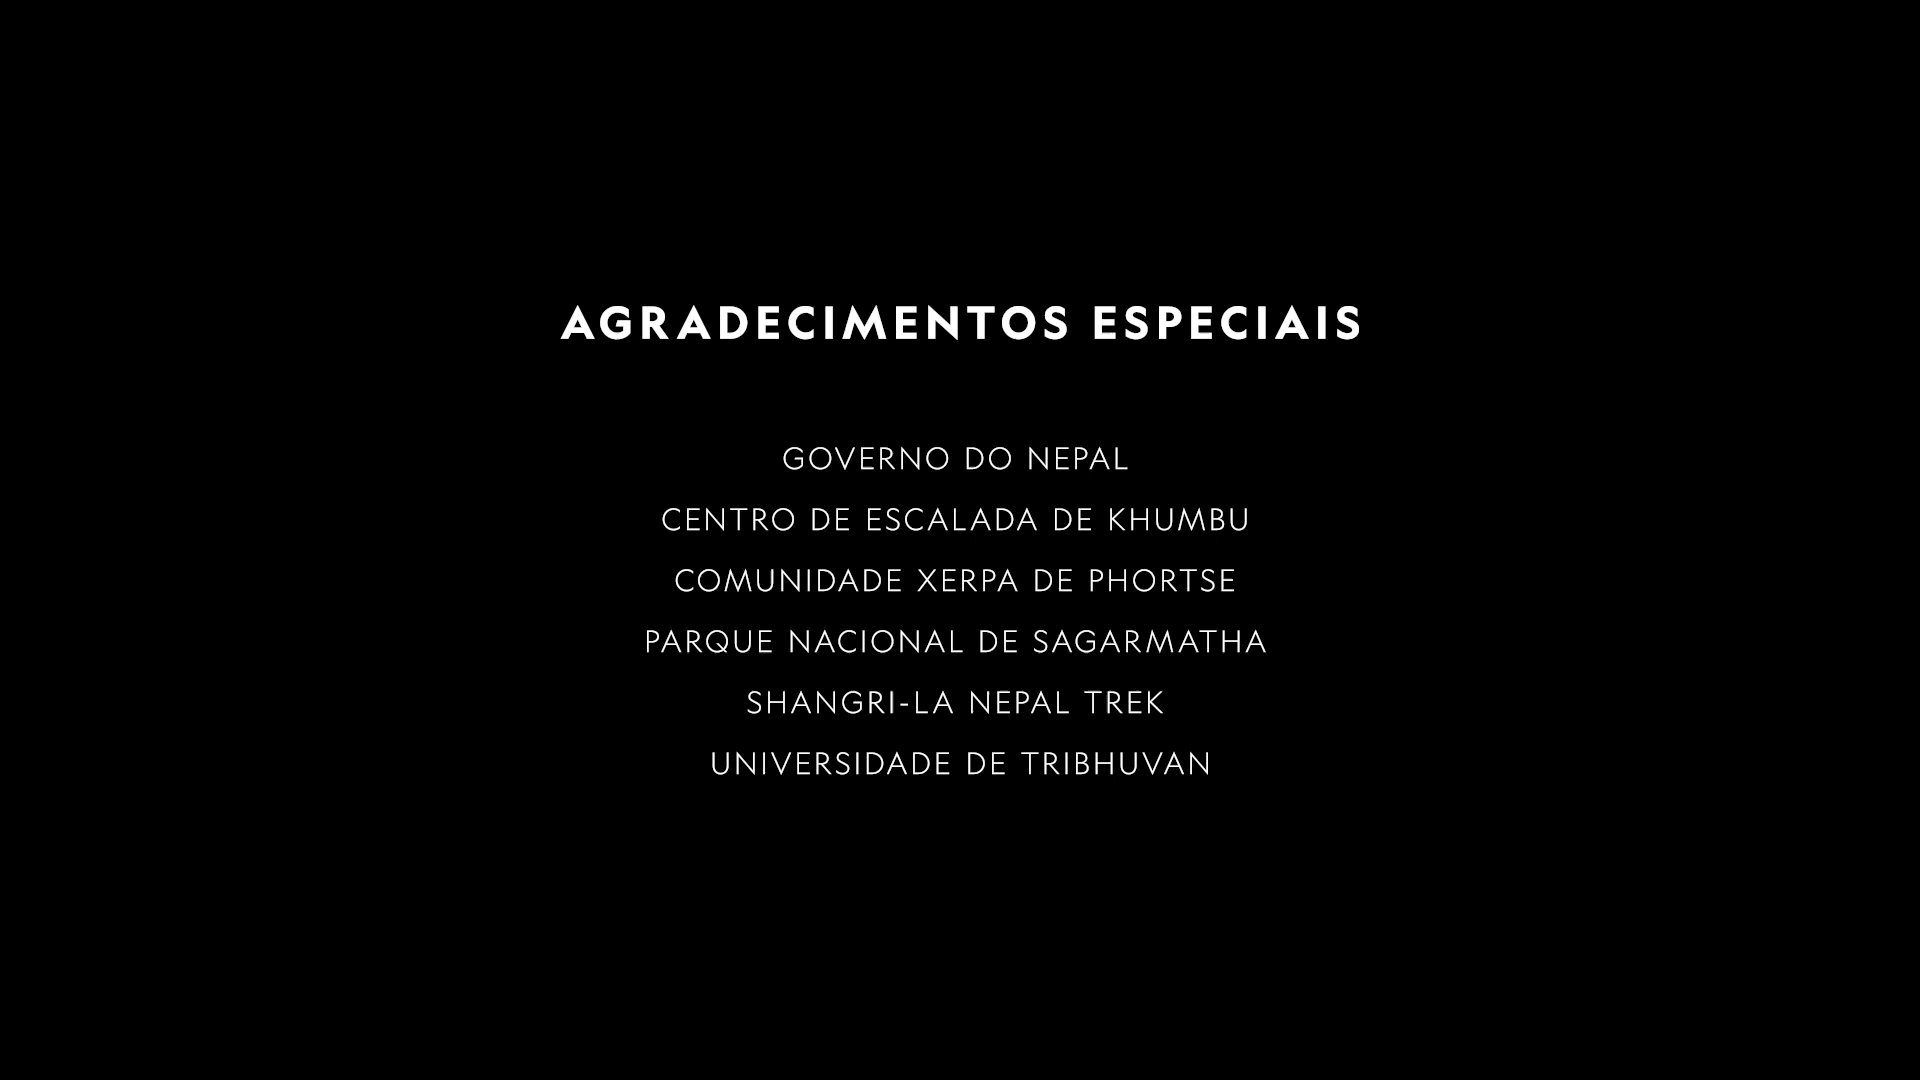 AGRADECIMENTOS ESPECIAIS
GOVERNO DO NEPAL
CENTRO DE ESCALADA DE KHUMBU
COMUNIDADE XERPA DE PHORTSE
PARQUE NACIONAL DE SAGARMATHA
SHANGRI-LA NEPAL TREK
UNIVERSIDADE DE TRIBHUVAN